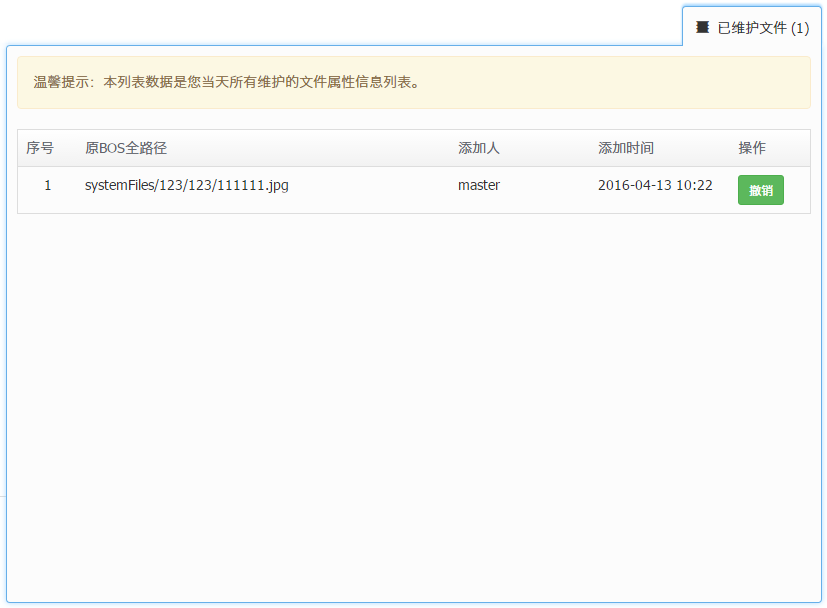 已维护文件 (1)
温馨提示：本列表数据是您当天所有维护的文件属性信息列表。
序号 原BOS全路径 添加人 添加时间 操作
1 systemFiles/123/123/111111.jpg master 2016-04-13 10:22 撤销